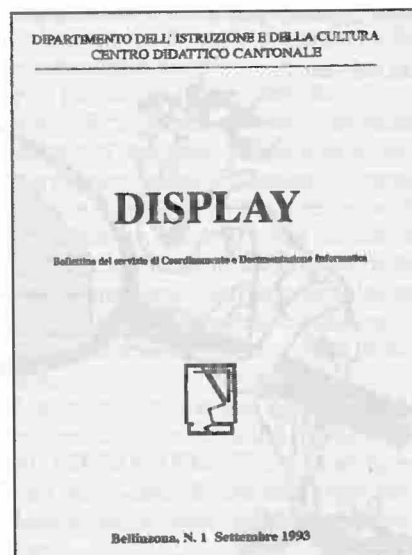 DIPARTIMENTO DELL' ISTRUZIONE E DELLA CULTURA
CENTRO DIDATTICO CANTONALE
DISPLAY
Bollettino del servizio di Coordinamento e Documentazione Informatica
Bellinzona, N. 1 Settembre 1993